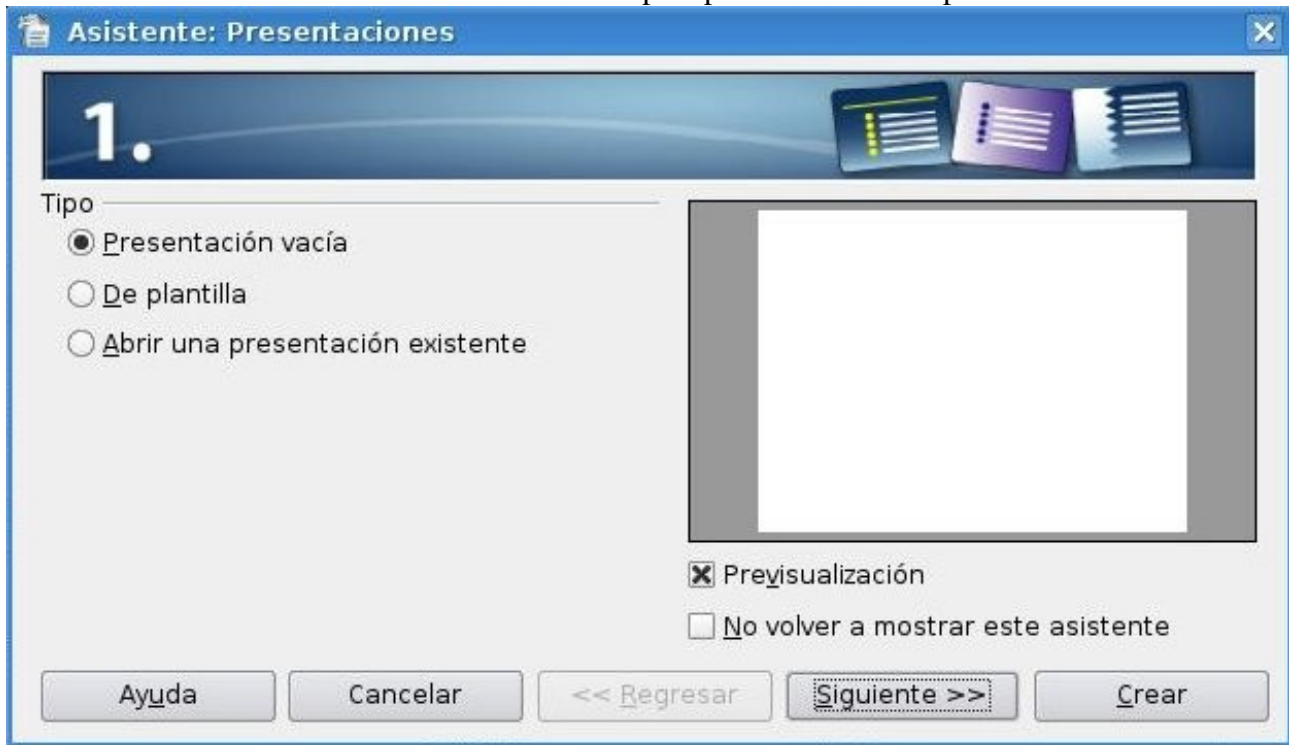 Asistente: Presentaciones
1.
Tipo
Presentación vacía
De plantilla
Abrir una presentación existente
Previsualización
No volver a mostrar este asistente
Ayuda
Cancelar
<< Regresar
Siguiente >>
Crear